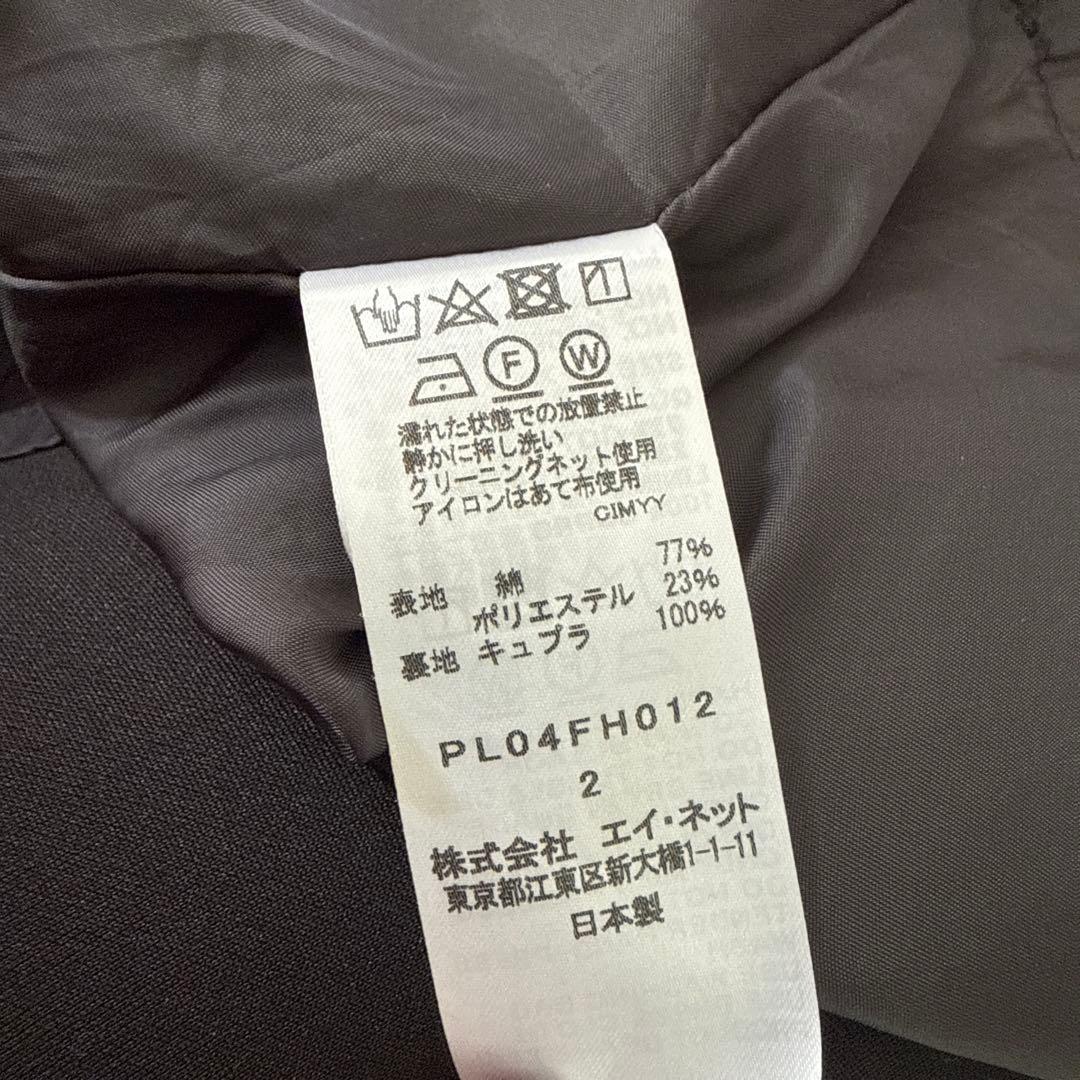 F W
濡れた状態での放置禁止
静かに押し洗い
クリーニングネット使用
アイロンはあて布使用
CIMYY
表地 綿 77%
ポリエステル 23%
裏地 キュプラ 100%
PL04FH012
2
株式会社 エイ・ネット
東京都江東区新大橋1-1-11
日本製